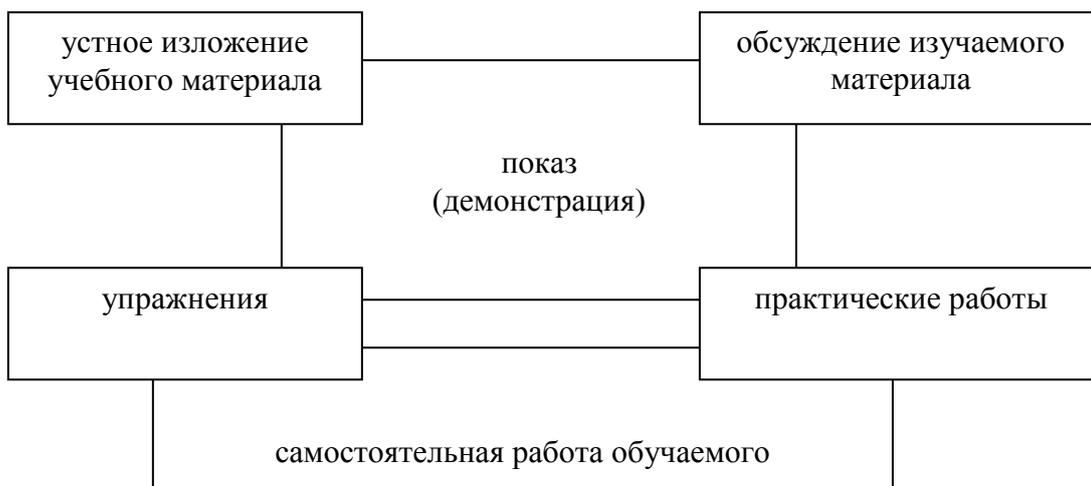 устное изложение
учебного материала
обсуждение изучаемого
материала
показ
(демонстрация)
упражнения
практические работы
самостоятельная работа обучаемого